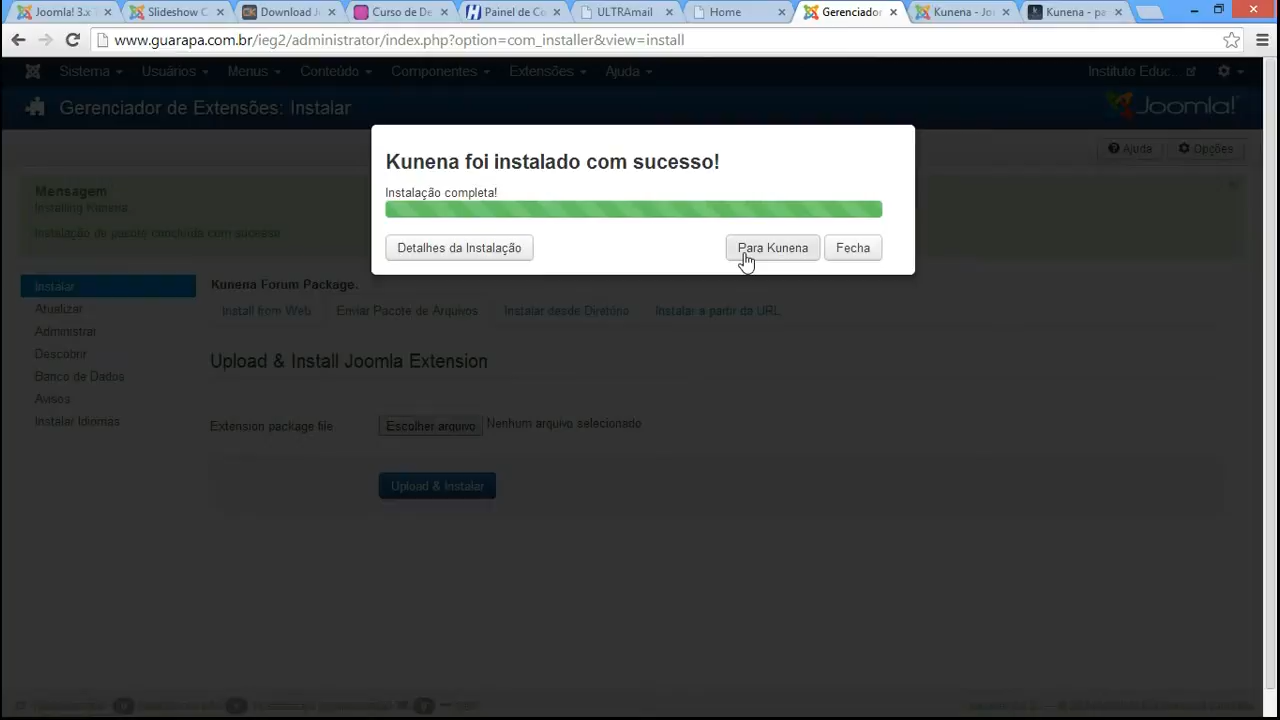 Joomla! 3.x
Slideshow C
Download J
Curso de De
Painel de Co
ULTRAmail
Home
Gerenciador
Kunena - Jo
Kunena - pa
www.guarapa.com.br/ieg2/administrator/index.php?option=com_installer&view=install
Sistema Usuários Menus Conteúdo Componentes Extensões Ajuda Instituto Educ...
Gerenciador de Extensões: Instalar
Joomla!
Ajuda
Opções
Kunena foi instalado com sucesso!
Instalação completa!
Detalhes da Instalação
Para Kunena
Fecha
Mensagem
Installing Kunena
Instalação de pacote concluída com sucesso
Instalar
Atualizar
Administrar
Descobrir
Banco de Dados
Avisos
Instalar Idiomas
Kunena Forum Package.
Install from Web
Enviar Pacote de Arquivos
Instalar desde Diretório
Instalar a partir da URL
Upload & Install Joomla Extension
Extension package file
Escolher arquivo
Nenhum arquivo selecionado
Upload & Instalar